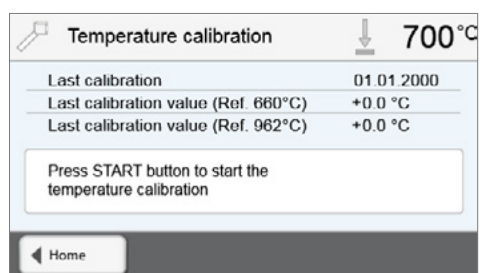 Temperature calibration 700°C
Last calibration 01.01.2000
Last calibration value (Ref. 660°C) +0.0 °C
Last calibration value (Ref. 962°C) +0.0 °C
Press START button to start the
temperature calibration
Home